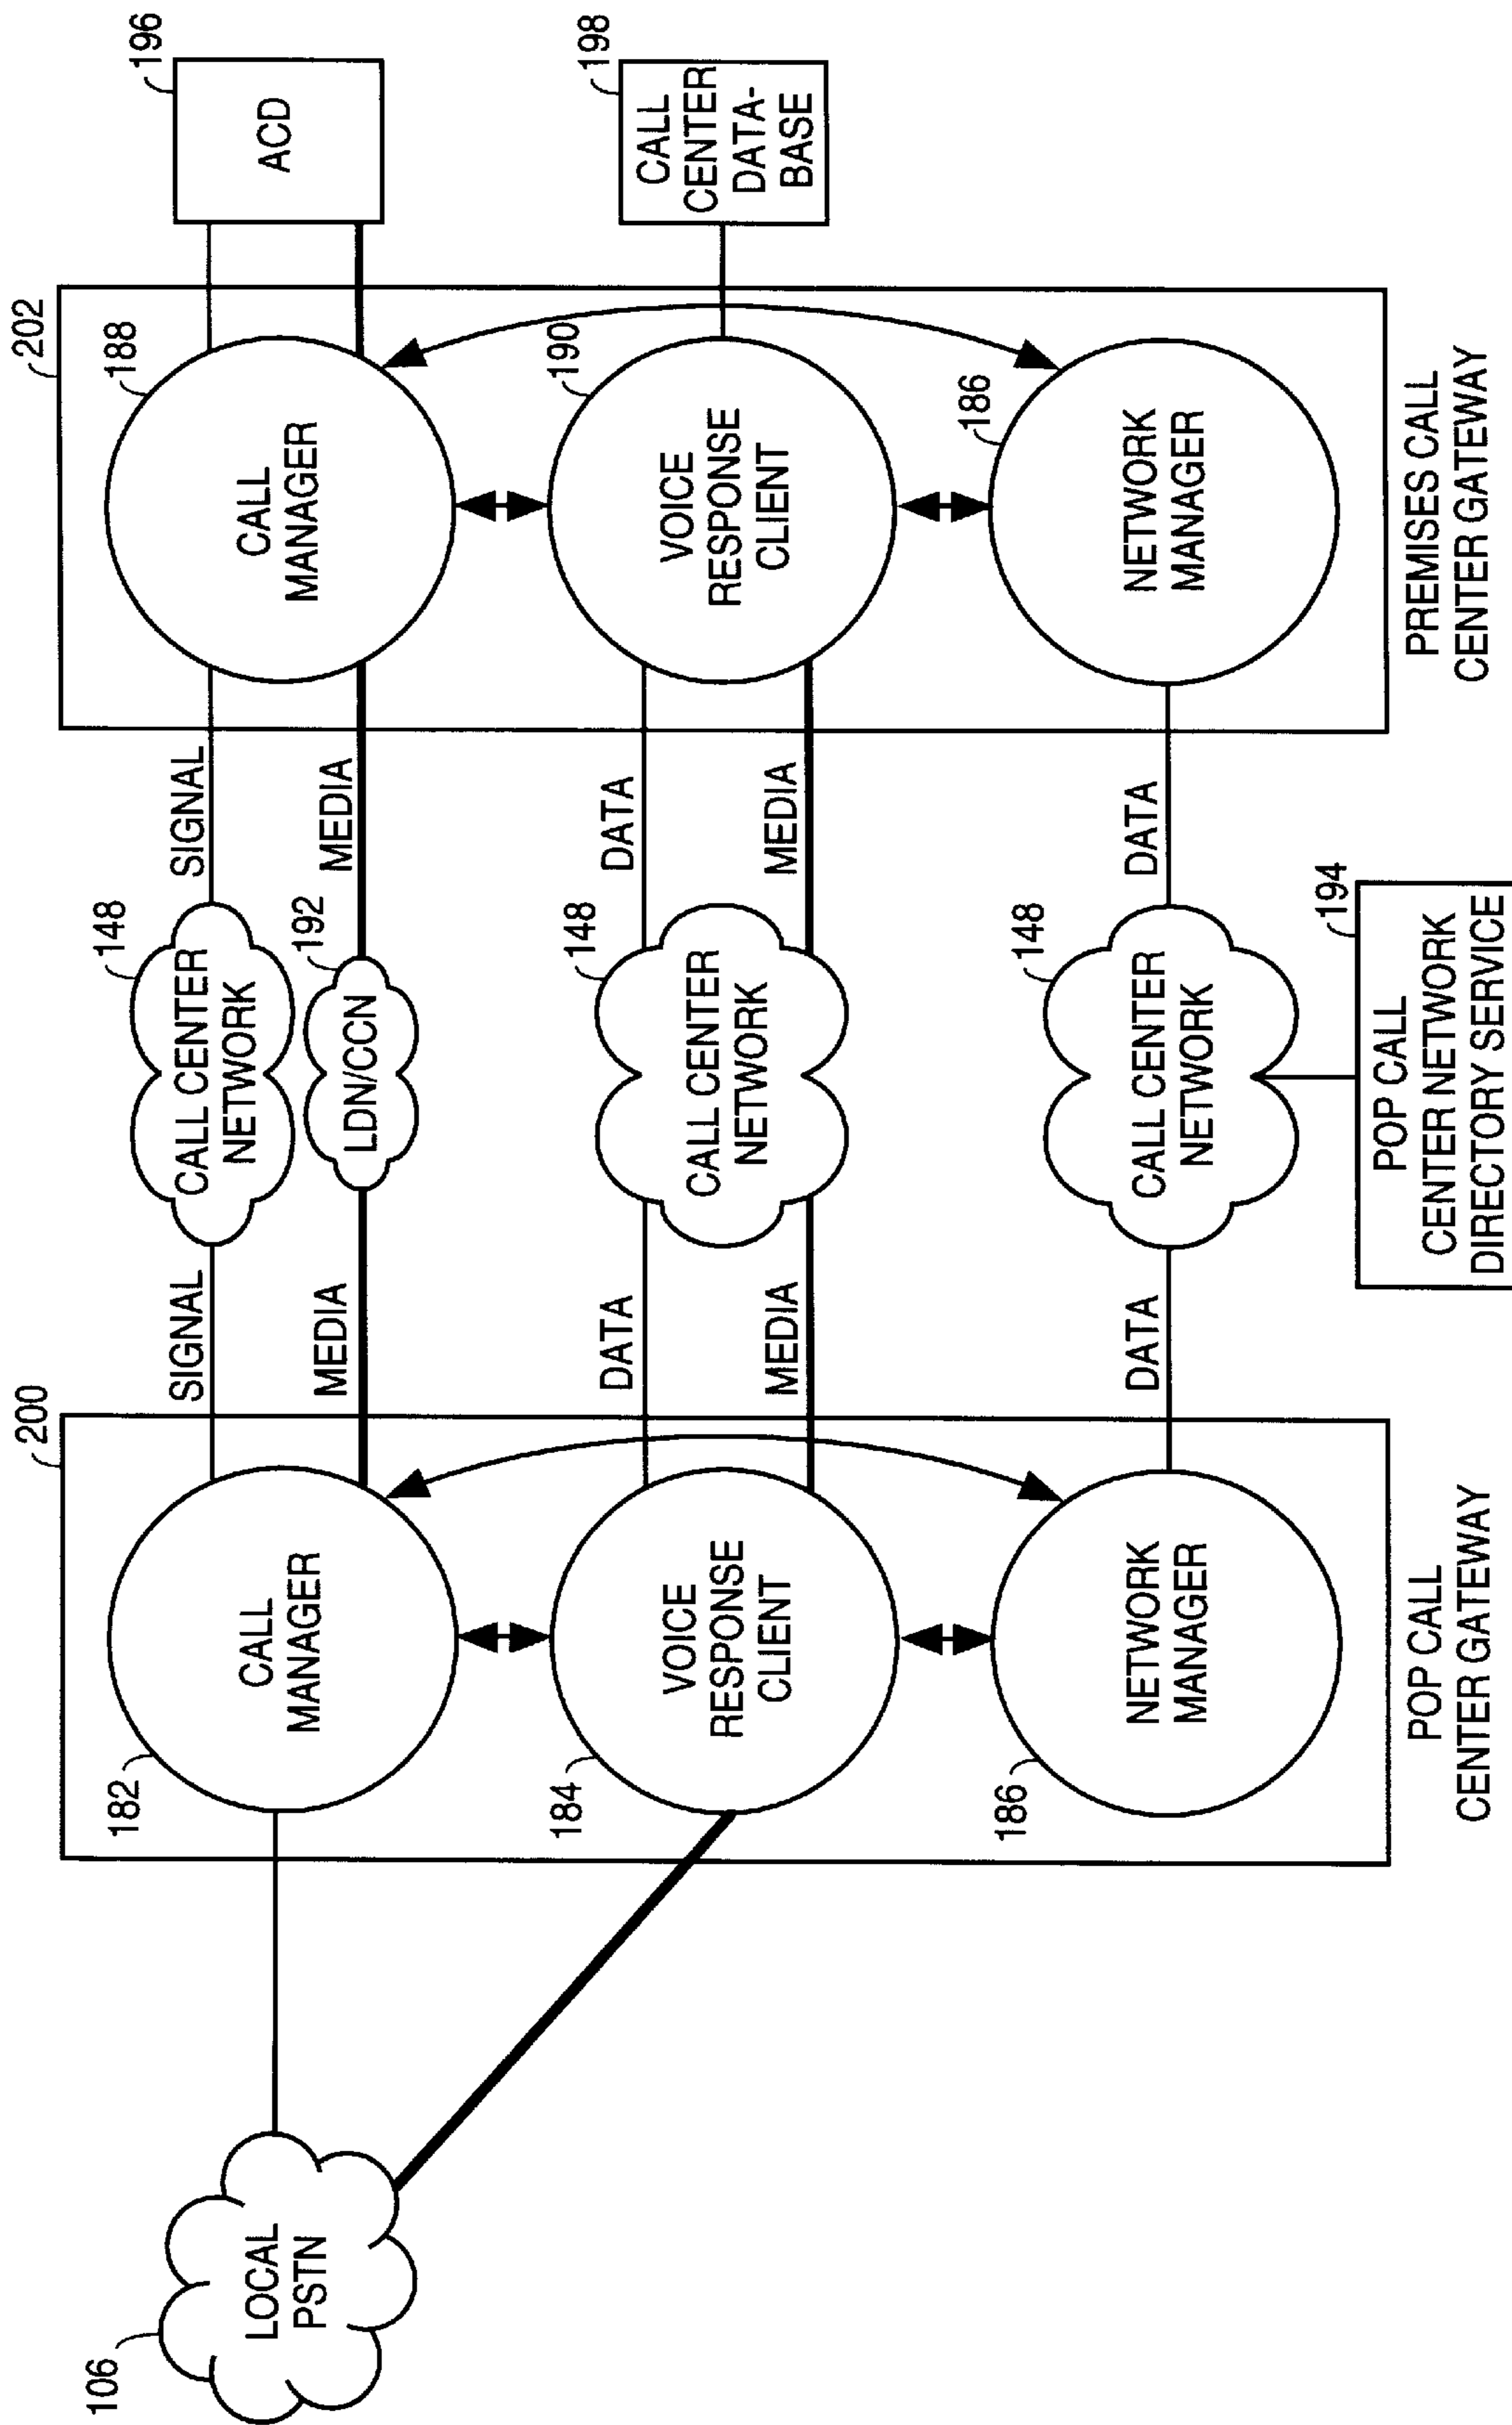 106
LOCAL
PSTN
200
182
CALL
MANAGER
184
VOICE
RESPONSE
CLIENT
186
NETWORK
MANAGER
POP CALL
CENTER GATEWAY
SIGNAL
MEDIA
DATA
MEDIA
DATA
148
CALL CENTER
NETWORK
192
LDN/CCN
148
CALL CENTER
NETWORK
148
CALL CENTER
NETWORK
194
POP CALL
CENTER NETWORK
DIRECTORY SERVICE
SIGNAL
MEDIA
DATA
MEDIA
DATA
202
188
CALL
MANAGER
190
VOICE
RESPONSE
CLIENT
186
NETWORK
MANAGER
PREMISES CALL
CENTER GATEWAY
196
ACD
198
CALL
CENTER
DATA-
BASE